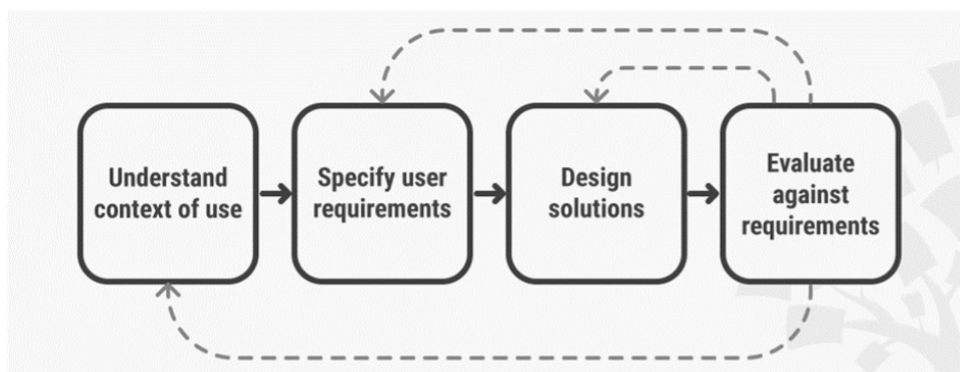 Understand
context of use
Specify user
requirements
Design
solutions
Evaluate
against
requirements